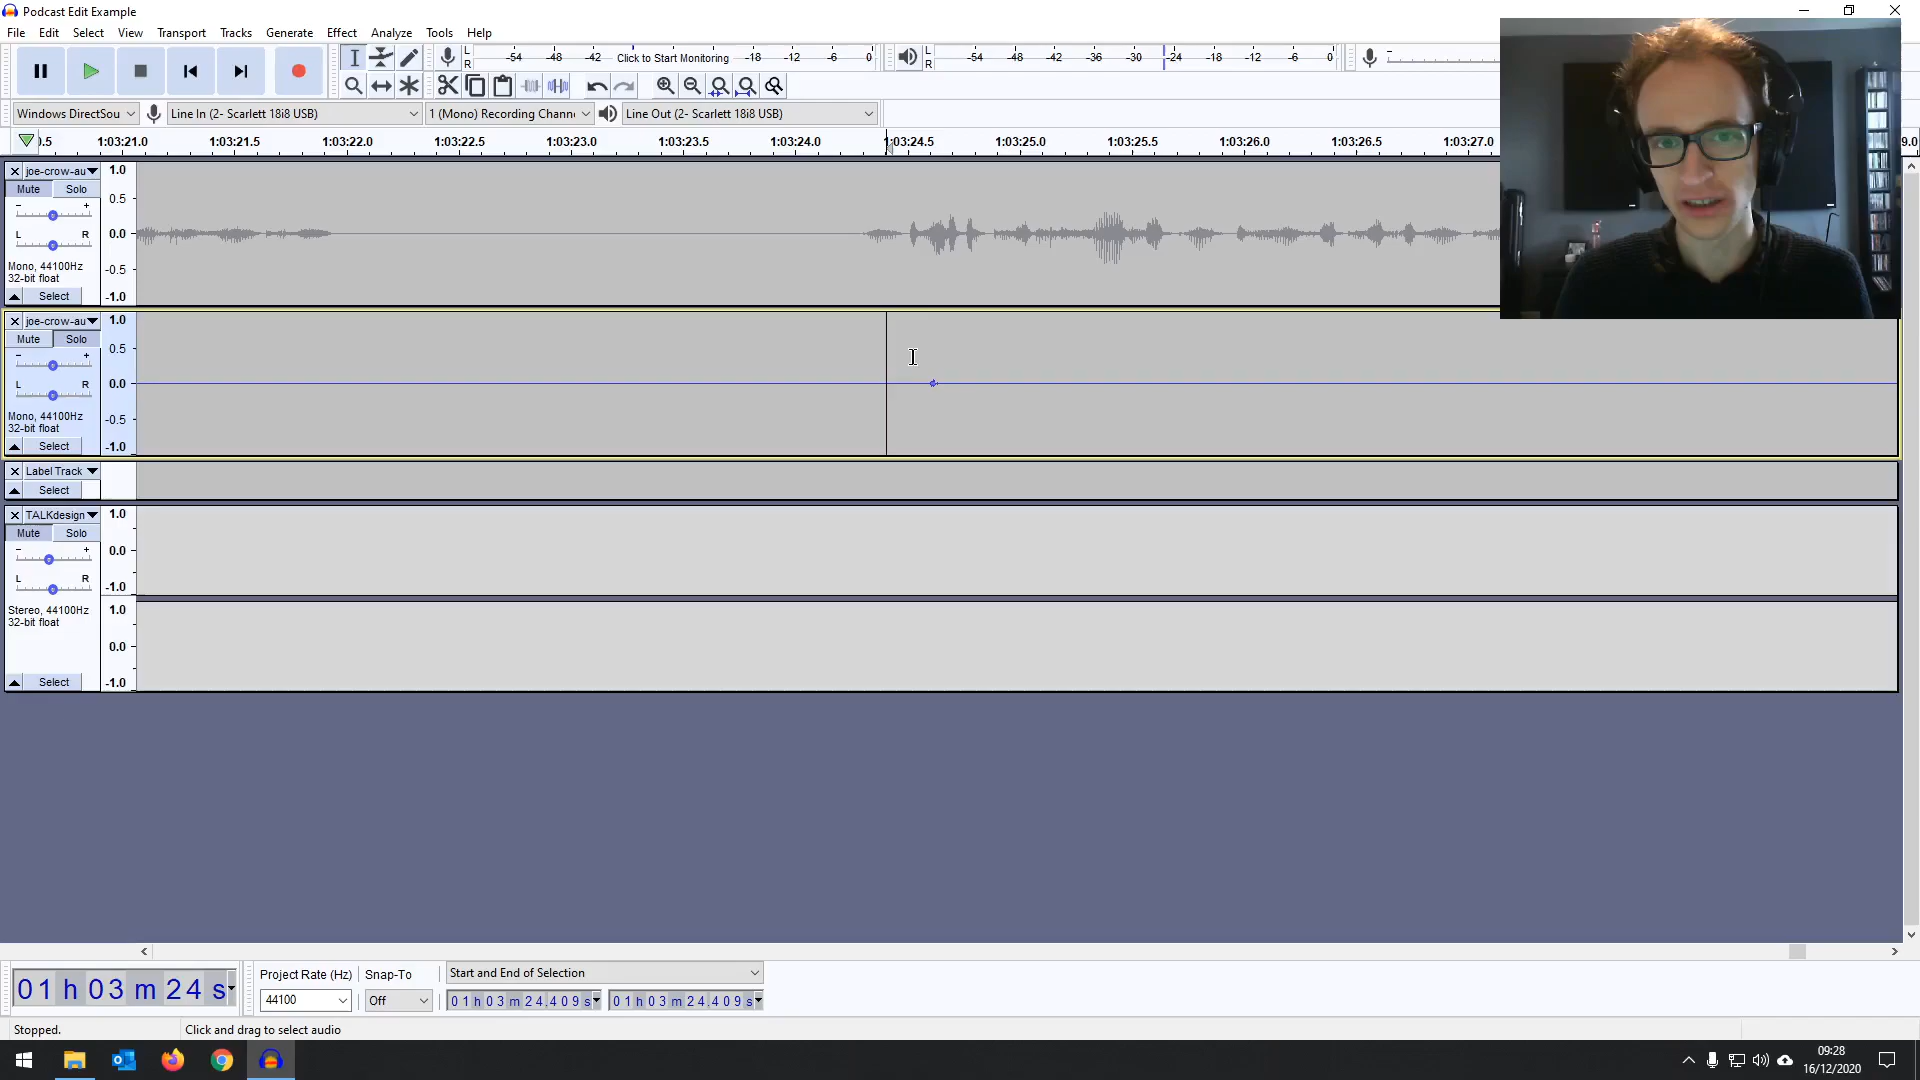 Podcast Edit Example
File Edit Select View Transport Tracks Generate Effect Analyze Tools Help
L R -54 -48 -42 Click to Start Monitoring -18 -12 -6 0 L R -54 -48 -42 -36 -30 -24 -18 -12 -6 0
Windows DirectSou Line In (2- Scarlett 18i8 USB) 1 (Mono) Recording Chann Line Out (2- Scarlett 18i8 USB)
0.5 1:03:21.0 1:03:21.5 1:03:22.0 1:03:22.5 1:03:23.0 1:03:23.5 1:03:24.0 1:03:24.5 1:03:25.0 1:03:25.5 1:03:26.0 1:03:26.5 1:03:27.0 9.0
joe-crow-au 1.0
Mute Solo
- + 0.5
L R 0.0
Mono, 44100Hz -0.5
32-bit float
Select -1.0
joe-crow-au 1.0
Mute Solo
- + 0.5
L R 0.0
Mono, 44100Hz -0.5
32-bit float
Select -1.0
Label Track
Select
TALKdesign 1.0
Mute Solo
- + 0.0
L R -1.0
Stereo, 44100Hz 1.0
32-bit float
0.0
Select -1.0
01 h 03 m 24 s
Project Rate (Hz) Snap-To Start and End of Selection
44100 Off 01 h 03 m 24.409 s 01 h 03 m 24.409 s
Stopped. Click and drag to select audio
09:28
16/12/2020